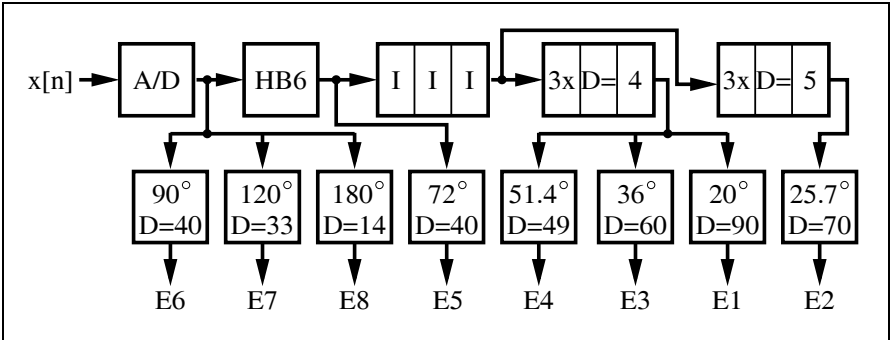 x[n] A/D HB6 I I I 3x D= 4 3x D= 5
90° 120° 180° 72° 51.4° 36° 20° 25.7°
D=40 D=33 D=14 D=40 D=49 D=60 D=90 D=70
E6 E7 E8 E5 E4 E3 E1 E2